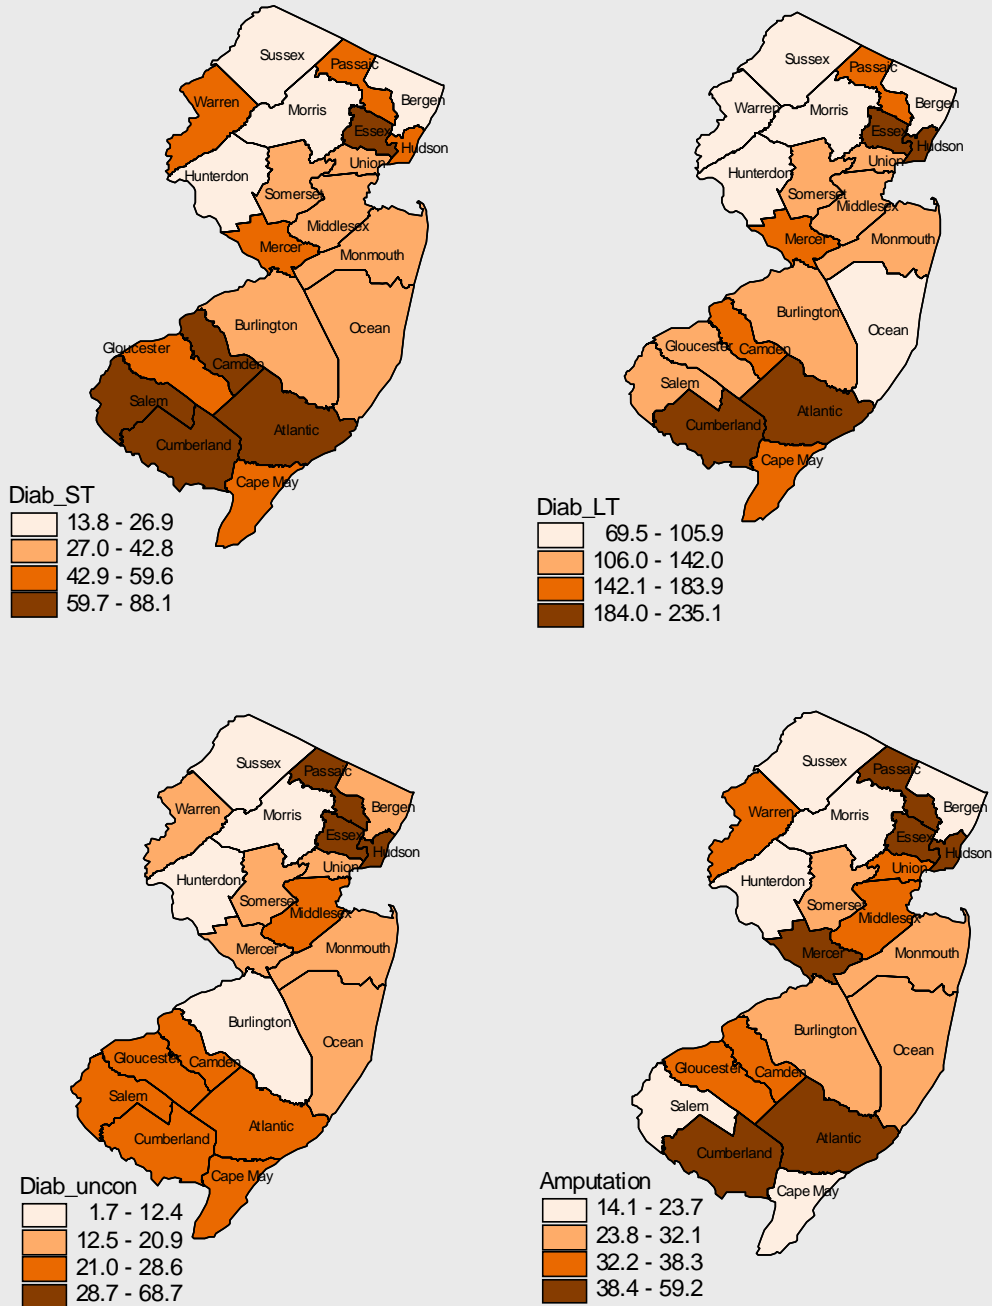 Sussex
Passaic
Warren
Bergen
Morris
Essex
Hudson
Union
Hunterdon
Somerset
Middlesex
Mercer
Monmouth
Burlington
Ocean
Gloucester
Camden
Salem
Atlantic
Cumberland
Cape May
Diab_ST
13.8 - 26.9
27.0 - 42.8
42.9 - 59.6
59.7 - 88.1
Sussex
Passaic
Warren
Bergen
Morris
Essex
Hudson
Union
Hunterdon
Somerset
Middlesex
Mercer
Monmouth
Burlington
Ocean
Gloucester
Camden
Salem
Atlantic
Cumberland
Cape May
Diab_LT
69.5 - 105.9
106.0 - 142.0
142.1 - 183.9
184.0 - 235.1
Sussex
Passaic
Warren
Bergen
Morris
Essex
Hudson
Union
Hunterdon
Somerset
Middlesex
Mercer
Monmouth
Burlington
Ocean
Gloucester
Camden
Salem
Atlantic
Cumberland
Cape May
Diab_uncon
1.7 - 12.4
12.5 - 20.9
21.0 - 28.6
28.7 - 68.7
Sussex
Passaic
Warren
Bergen
Morris
Essex
Hudson
Union
Hunterdon
Somerset
Middlesex
Mercer
Monmouth
Burlington
Ocean
Gloucester
Camden
Salem
Atlantic
Cumberland
Cape May
Amputation
14.1 - 23.7
23.8 - 32.1
32.2 - 38.3
38.4 - 59.2